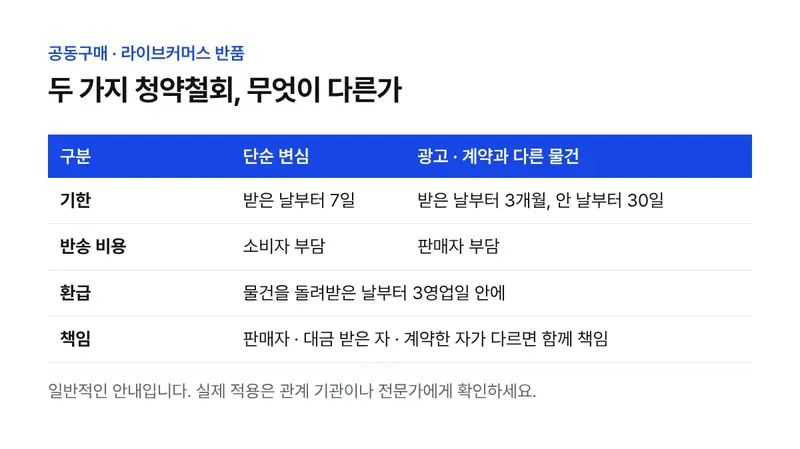 공동구매 · 라이브커머스 반품
두 가지 청약철회, 무엇이 다른가
구분 단순 변심 광고 · 계약과 다른 물건
기한 받은 날부터 7일 받은 날부터 3개월, 안 날부터 30일
반송 비용 소비자 부담 판매자 부담
환급 물건을 돌려받은 날부터 3영업일 안에
책임 판매자 · 대금 받은 자 · 계약한 자가 다르면 함께 책임
일반적인 안내입니다. 실제 적용은 관계 기관이나 전문가에게 확인하세요.